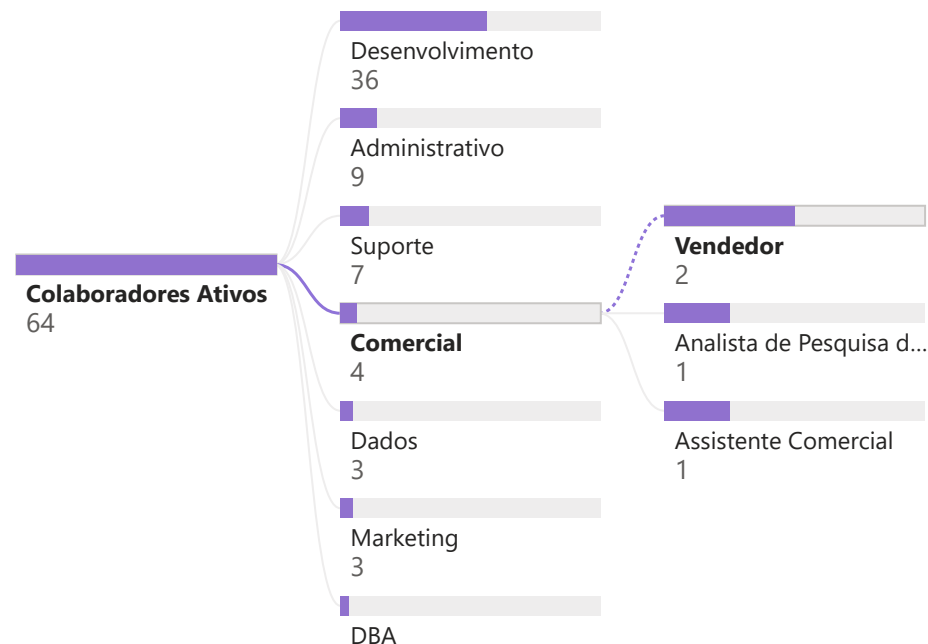 Colaboradores Ativos
64
Desenvolvimento
36
Administrativo
9
Suporte
7
Comercial
4
Dados
3
Marketing
3
DBA
Vendedor
2
Analista de Pesquisa d...
1
Assistente Comercial
1